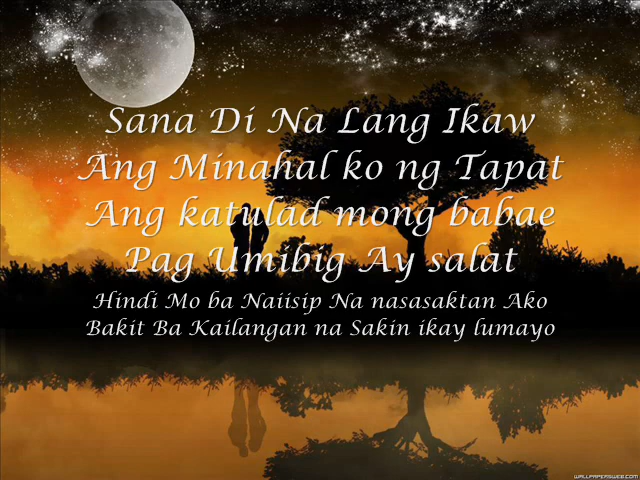 Sana Di Na Lang Ikaw
Ang Minahal ko ng Tapat
Ang katulad mong babae
Pag Umibig Ay salat
Hindi Mo ba Naiisip Na nasasaktan Ako
Bakit Ba Kailangan na Sakin ikay lumayo
WALLPAPERSWEB.COM